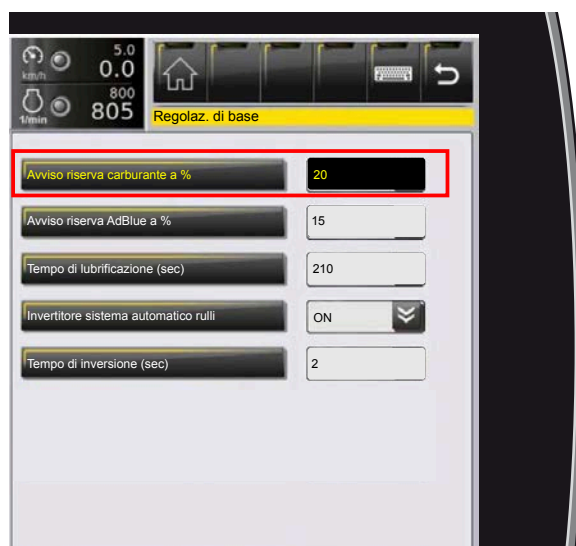 5.0
km/h 0.0
800
1/min 805
Regolaz. di base
Avviso riserva carburante a % 20
Avviso riserva AdBlue a % 15
Tempo di lubrificazione (sec) 210
Invertitore sistema automatico rulli ON
Tempo di inversione (sec) 2